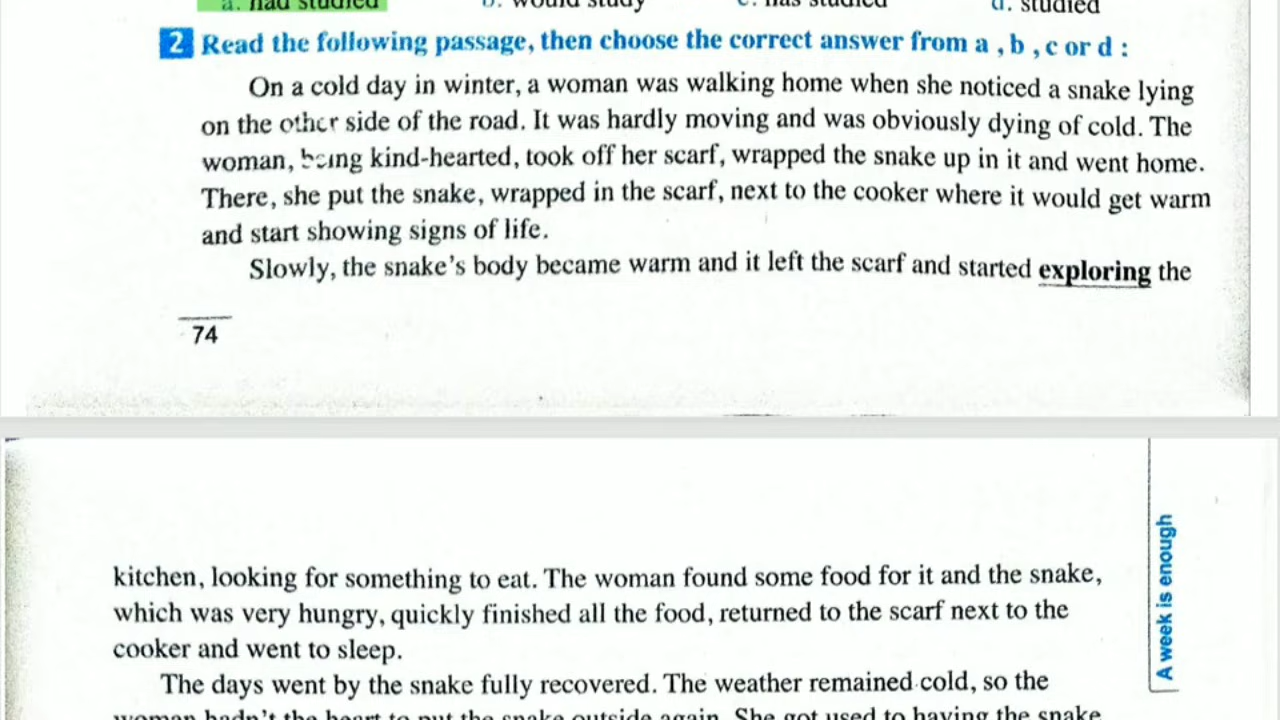 a. had studied b. would study c. has studied d. studied
2 Read the following passage, then choose the correct answer from a , b , c or d :
On a cold day in winter, a woman was walking home when she noticed a snake lying
on the other side of the road. It was hardly moving and was obviously dying of cold. The
woman, being kind-hearted, took off her scarf, wrapped the snake up in it and went home.
There, she put the snake, wrapped in the scarf, next to the cooker where it would get warm
and start showing signs of life.
Slowly, the snake's body became warm and it left the scarf and started exploring the
74
kitchen, looking for something to eat. The woman found some food for it and the snake,
which was very hungry, quickly finished all the food, returned to the scarf next to the
cooker and went to sleep.
The days went by the snake fully recovered. The weather remained cold, so the
woman hadn't the heart to put the snake outside again. She got used to having the snake
A week is enough